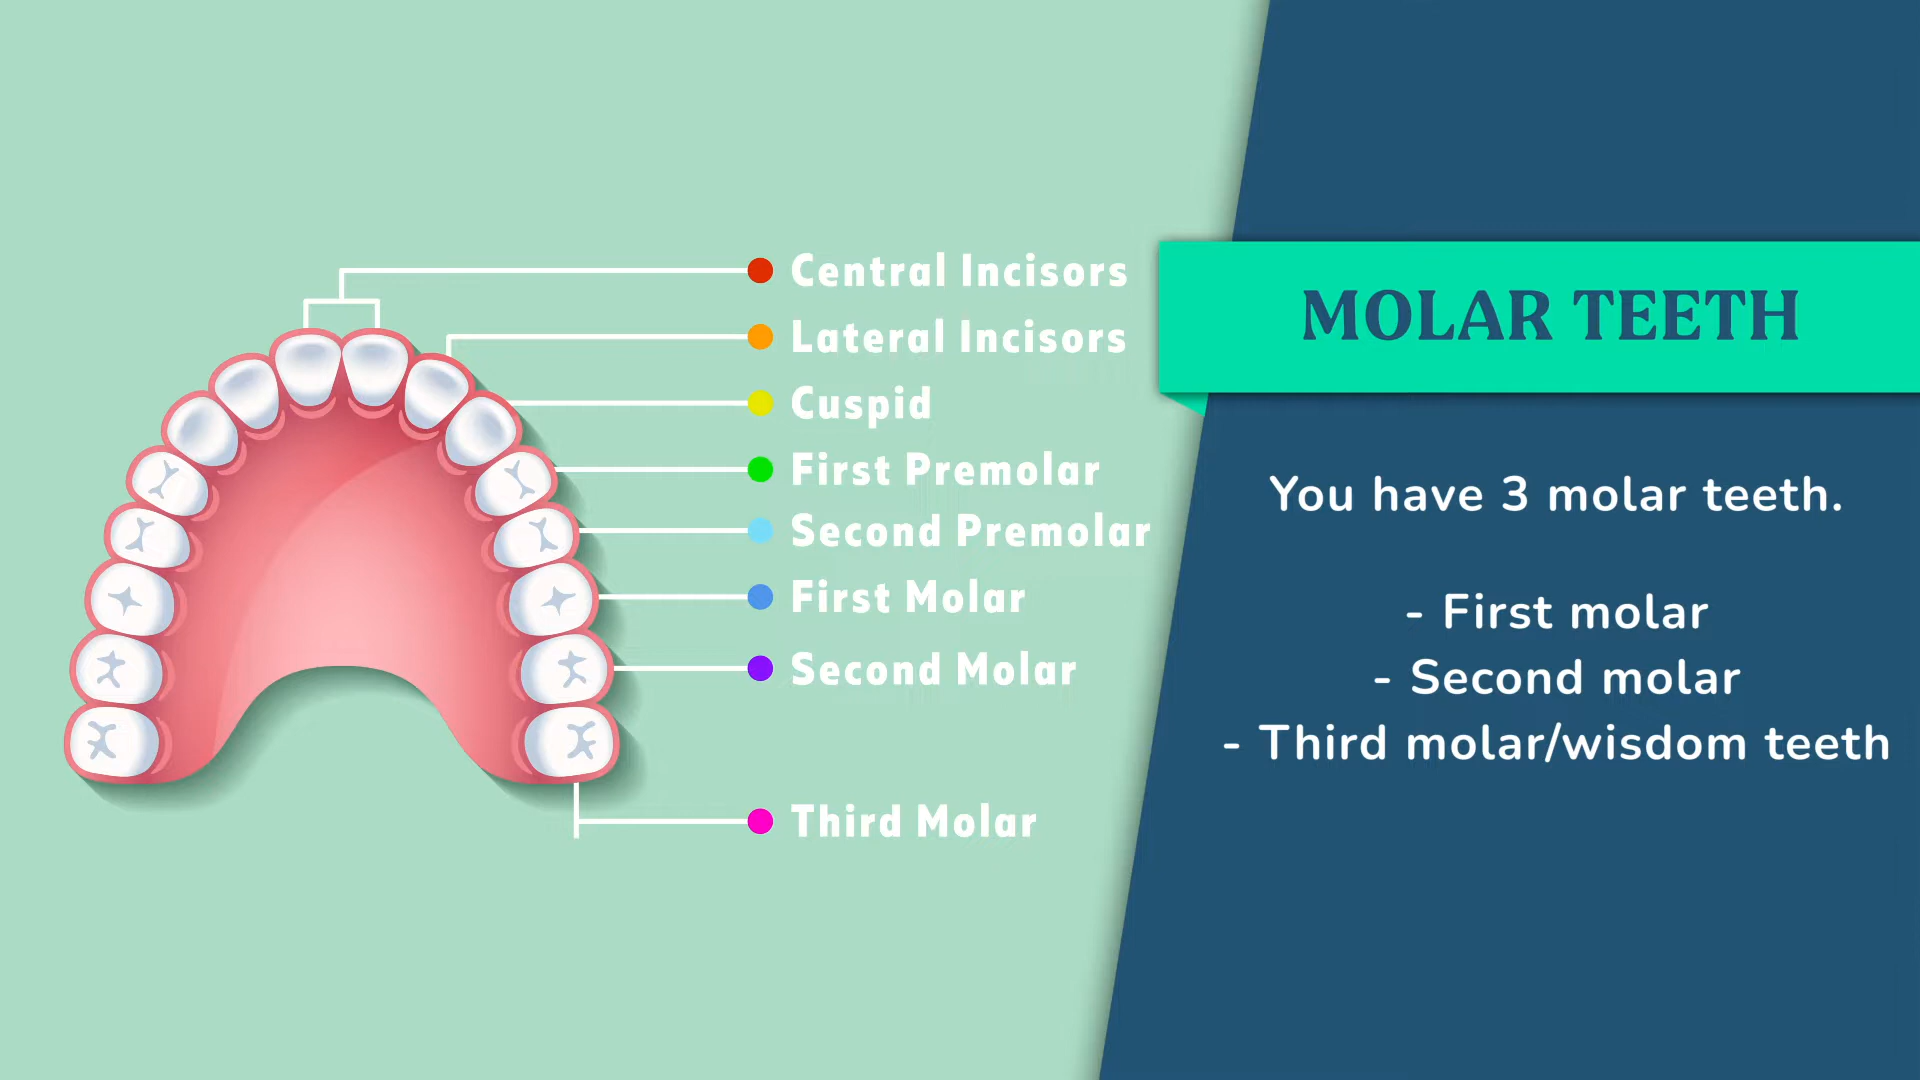 Central Incisors
Lateral Incisors
Cuspid
First Premolar
Second Premolar
First Molar
Second Molar
Third Molar
MOLAR TEETH
You have 3 molar teeth.
- First molar
- Second molar
- Third molar/wisdom teeth